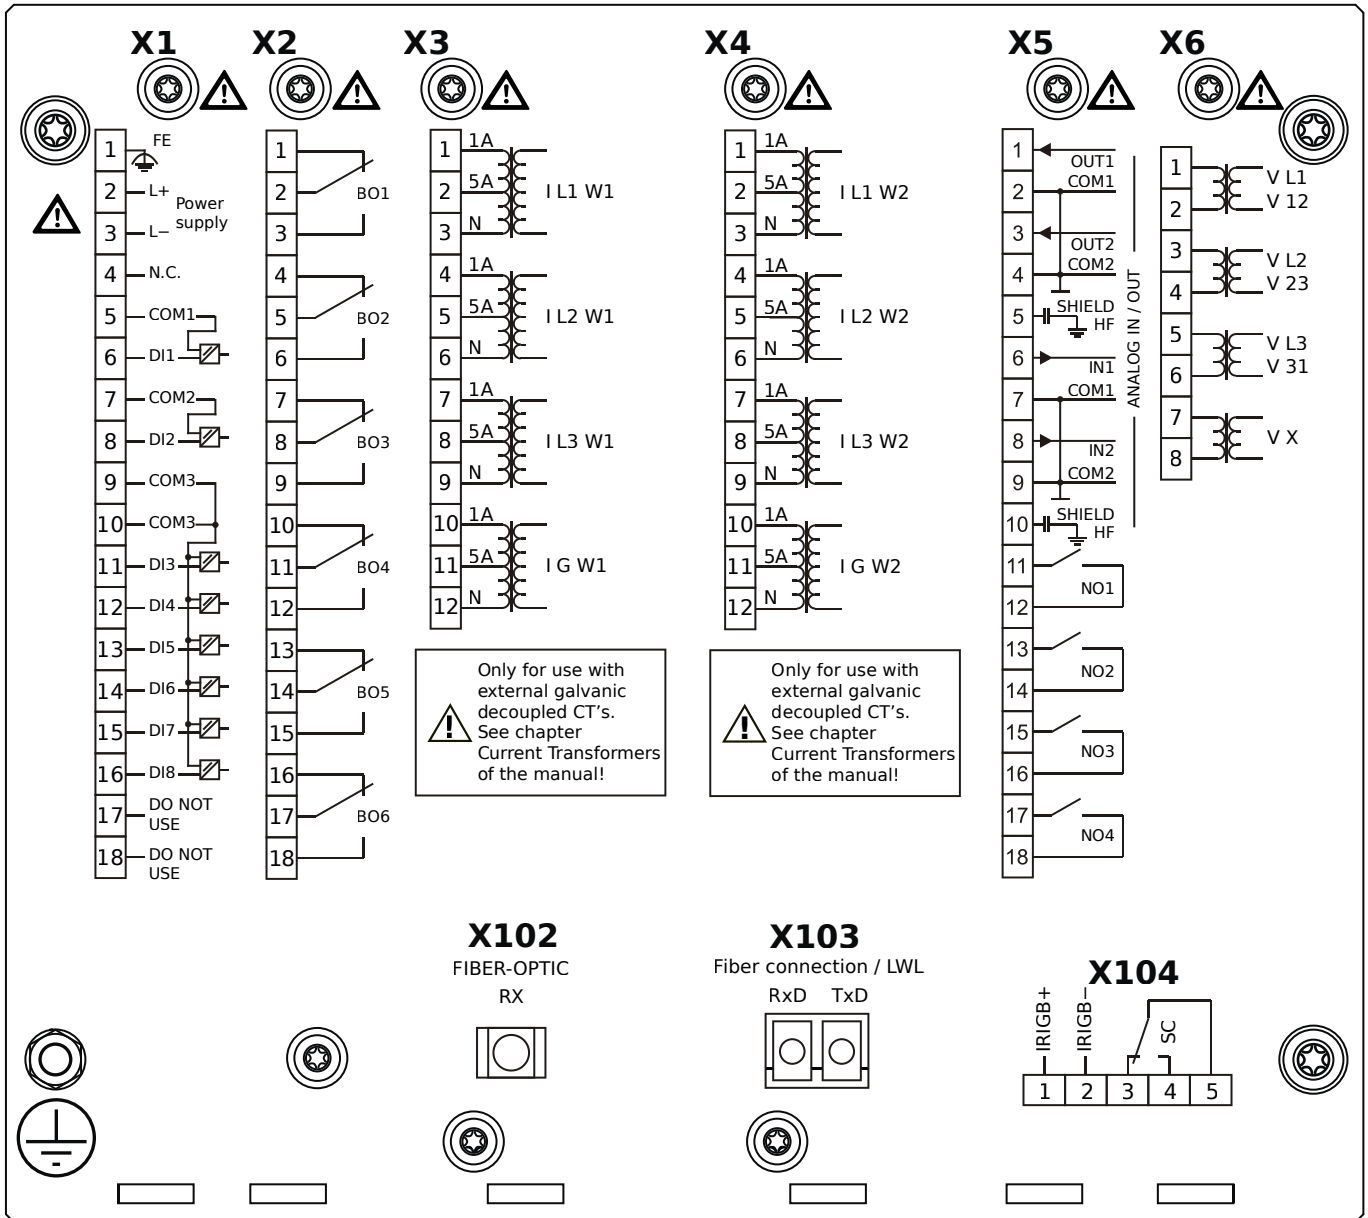 X1
X2
X3
X4
X5
X6
1 FE
2 L+
Power
supply
3 L−
4 N.C.
5 COM1
6 DI1
7 COM2
8 DI2
9 COM3
10 COM3
11 DI3
12 DI4
13 DI5
14 DI6
15 DI7
16 DI8
17 DO NOT
USE
18 DO NOT
USE
1
2 BO1
3
4
5 BO2
6
7
8 BO3
9
10
11 BO4
12
13
14 BO5
15
16
17 BO6
18
1 1A
2 5A I L1 W1
3 N
4 1A
5 5A I L2 W1
6 N
7 1A
8 5A I L3 W1
9 N
10 1A
11 5A I G W1
12 N
Only for use with
external galvanic
decoupled CT's.
See chapter
Current Transformers
of the manual!
1 1A
2 5A I L1 W2
3 N
4 1A
5 5A I L2 W2
6 N
7 1A
8 5A I L3 W2
9 N
10 1A
11 5A I G W2
12 N
Only for use with
external galvanic
decoupled CT's.
See chapter
Current Transformers
of the manual!
1 OUT1
2 COM1
3 OUT2
4 COM2
5 SHIELD
HF
6 IN1
7 COM1
8 IN2
9 COM2
10 SHIELD
HF
ANALOG IN / OUT
11
NO1
12
13
NO2
14
15
NO3
16
17
NO4
18
1 V L1
2 V 12
3 V L2
4 V 23
5 V L3
6 V 31
7
V X
8
X102
FIBER-OPTIC
RX
X103
Fiber connection / LWL
RxD TxD
X104
IRIGB+
IRIGB−
SC
1 2 3 4 5